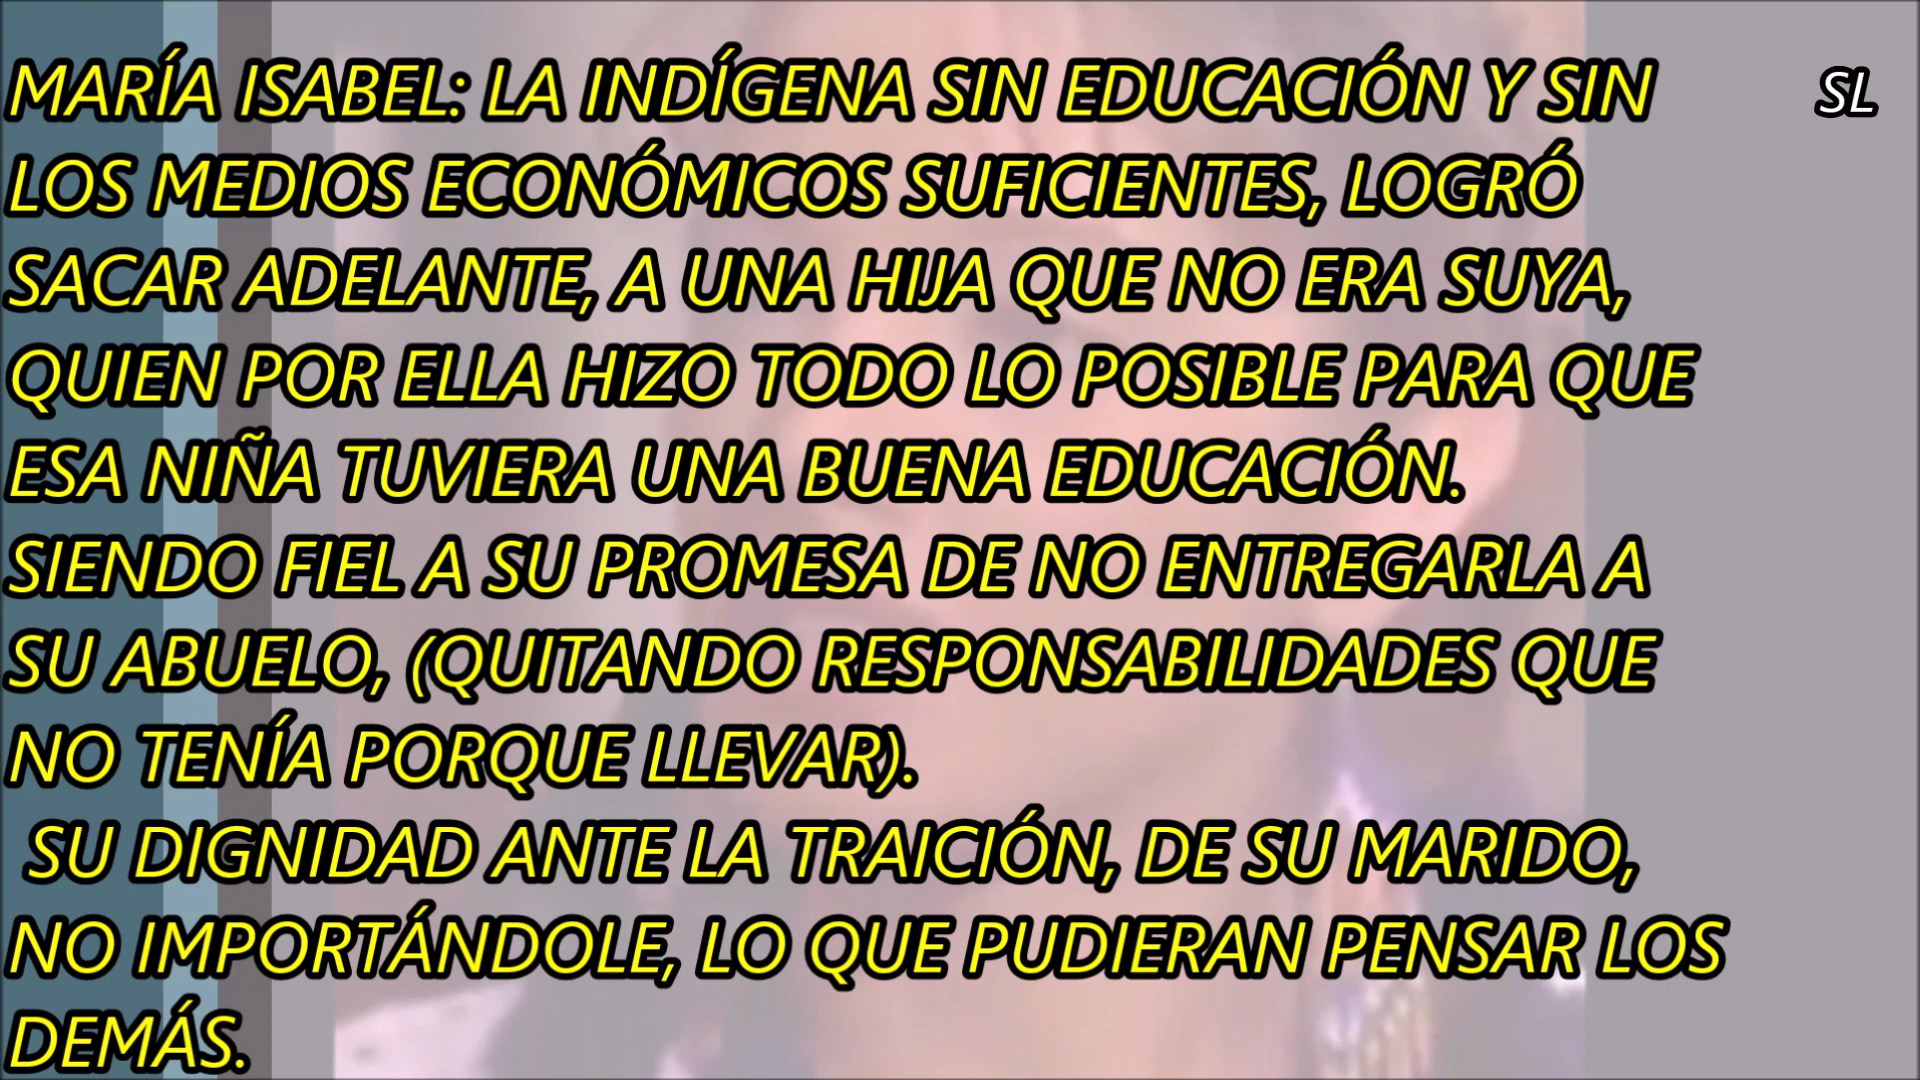 MARÍA ISABEL: LA INDÍGENA SIN EDUCACIÓN Y SIN
SL
LOS MEDIOS ECONÓMICOS SUFICIENTES, LOGRÓ
SACAR ADELANTE, A UNA HIJA QUE NO ERA SUYA,
QUIEN POR ELLA HIZO TODO LO POSIBLE PARA QUE
ESA NIÑA TUVIERA UNA BUENA EDUCACIÓN.
SIENDO FIEL A SU PROMESA DE NO ENTREGARLA A
SU ABUELO, (QUITANDO RESPONSABILIDADES QUE
NO TENÍA PORQUE LLEVAR).
SU DIGNIDAD ANTE LA TRAICIÓN, DE SU MARIDO,
NO IMPORTÁNDOLE, LO QUE PUDIERAN PENSAR LOS
DEMÁS.